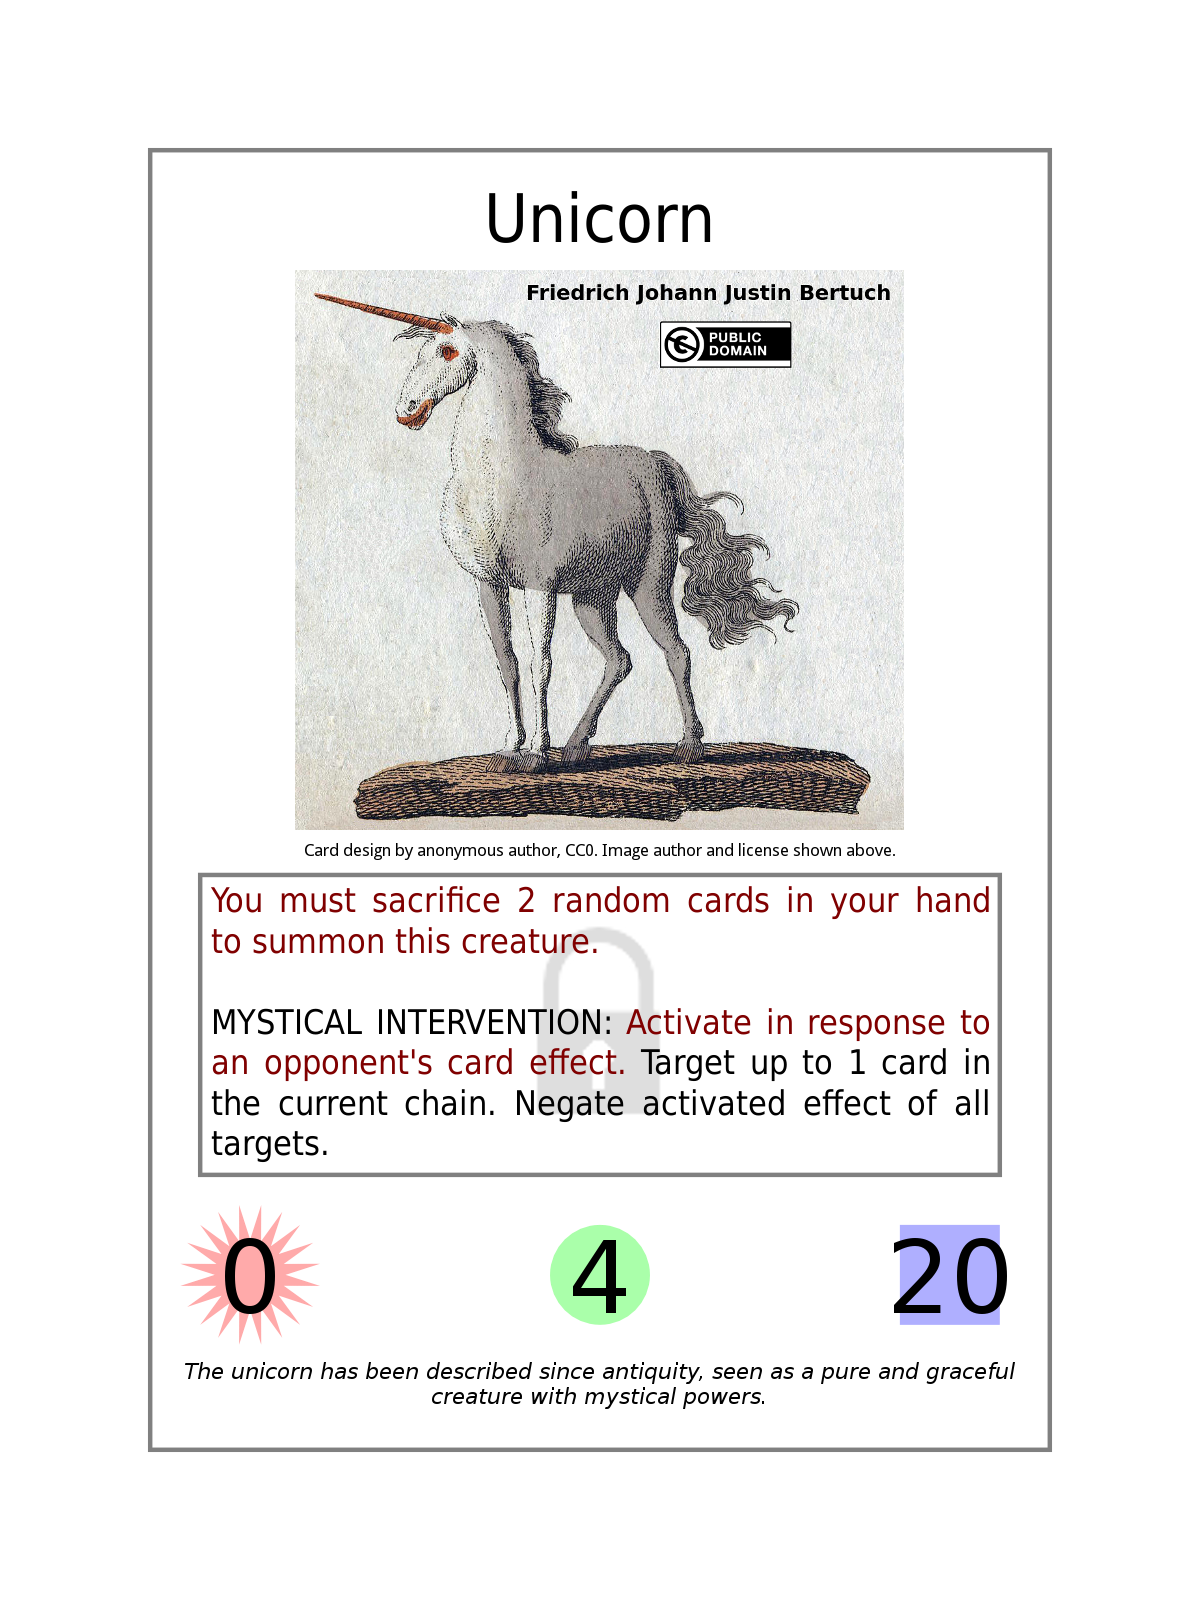 Unicorn
Friedrich Johann Justin Bertuch
PUBLIC
DOMAIN
Card design by anonymous author, CC0. Image author and license shown above.
You must sacrifice 2 random cards in your hand
to summon this creature.
MYSTICAL INTERVENTION: Activate in response to
an opponent's card effect. Target up to 1 card in
the current chain. Negate activated effect of all
targets.
0 4 20
The unicorn has been described since antiquity, seen as a pure and graceful
creature with mystical powers.